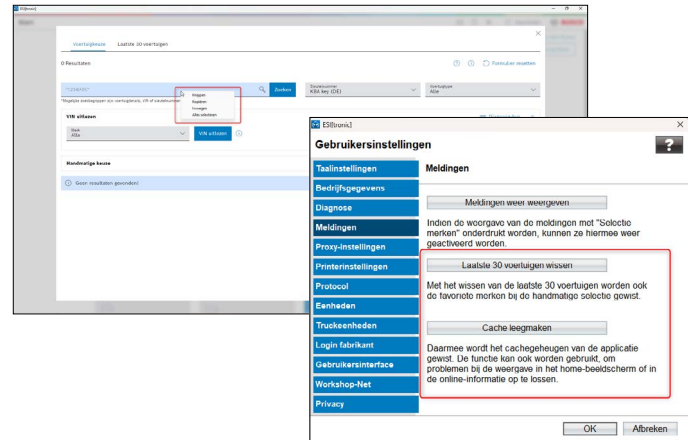 ESI[tronic]
Voertuigkeuze Laatste 30 voertuigen
0 Resultaten
Formulier resetten
Zoeken
Sleutelnummer
KBA key (DE)
Voertuigtype
Alle
Knippen
Kopiëren
Invoegen
Alles selecteren
VIN uitlezen
Merk
Alle
VIN uitlezen
Handmatige keuze
Geen resultaten gevonden!
ESI[tronic]
Gebruikersinstellingen
?
Taalinstellingen
Bedrijfsgegevens
Diagnose
Meldingen
Proxy-Instellingen
Printerinstellingen
Protocol
Eenheden
Truckeenheden
Login fabrikant
Gebruikersinterface
Workshop-Net
Privacy
Meldingen
Meldingen weer weergeven
Indien de weergave van de meldingen met "Selectie
merken" onderdrukt worden, kunnen ze hiermee weer
geactiveerd worden.
Laatste 30 voertuigen wissen
Met het wissen van de laatste 30 voertuigen worden ook
de favoriete merken bij de handmatige selectie gewist.
Cache leegmaken
Daarmee wordt het cachegeheugen van de applicatie
gewist. De functie kan ook worden gebruikt, om
problemen bij de weergave in het home-beeldscherm of in
de online-informatie op te lossen.
OK Afbreken